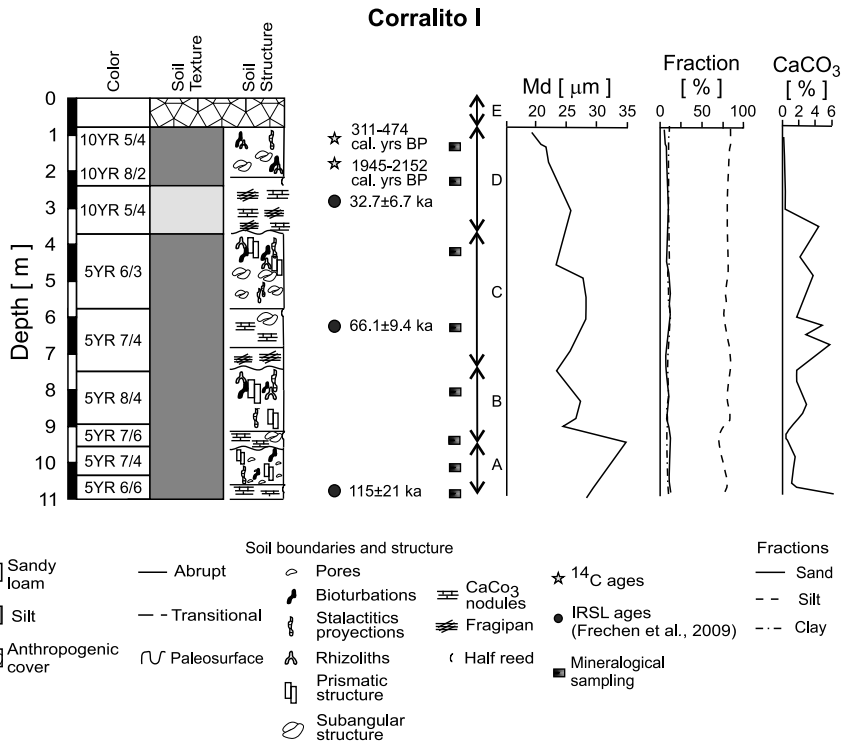 Corralito I
Color
Soil
Texture
Soil
Structure
Md [ μm]
Fraction
[ % ]
CaCO3
[ % ]
20 25 30 35
0 50 100
0 2 4 6
Depth [ m ]
0
1
2
3
4
5
6
7
8
9
10
11
10YR 5/4
10YR 8/2
10YR 5/4
5YR 6/3
5YR 7/4
5YR 8/4
5YR 7/6
5YR 7/4
5YR 6/6
311-474
cal. yrs BP
1945-2152
cal. yrs BP
32.7±6.7 ka
66.1±9.4 ka
115±21 ka
E
D
C
B
A
Soil boundaries and structure
Sandy
loam
Silt
Anthropogenic
cover
Abrupt
Transitional
Paleosurface
Pores
Bioturbations
Stalactitics
proyections
Rhizoliths
Prismatic
structure
Subangular
structure
CaCo3
nodules
Fragipan
Half reed
14C ages
IRSL ages
(Frechen et al., 2009)
Mineralogical
sampling
Fractions
Sand
Silt
Clay